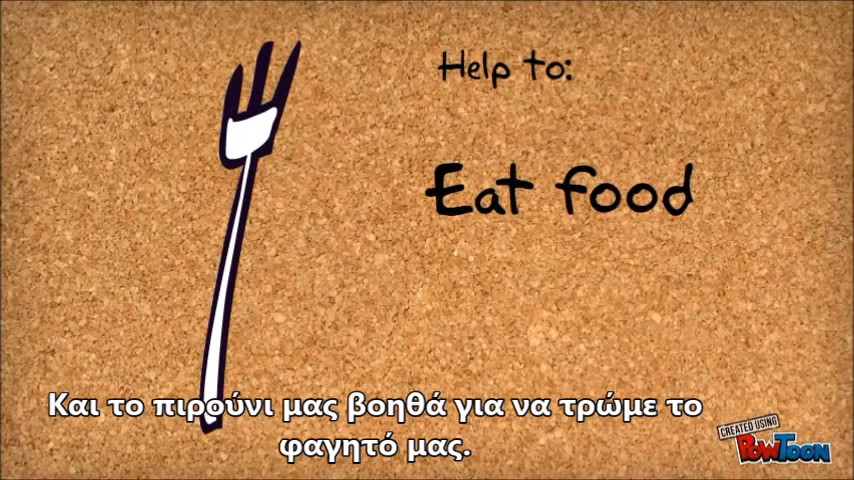 Help to:
Eat food
Και το πιρούνι μας βοηθά για να τρώμε το
φαγητό μας.
CREATED USING
POWTOON